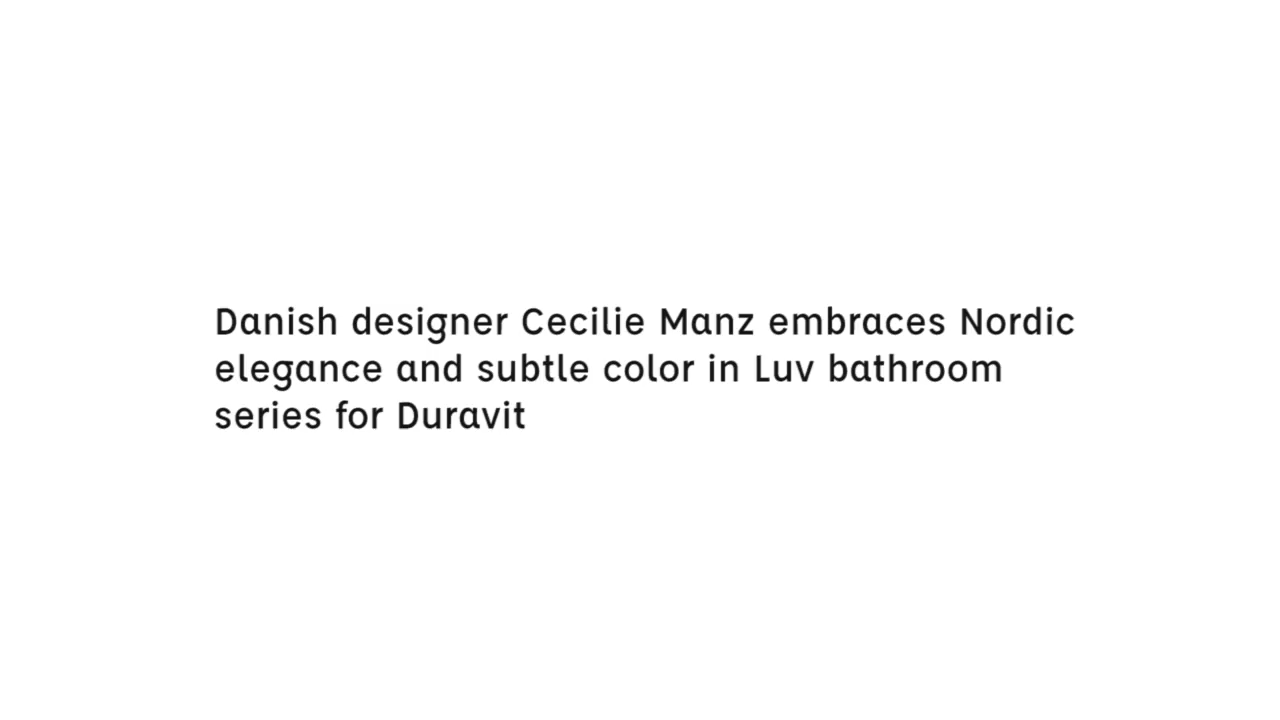 Danish designer Cecilie Manz embraces Nordic
elegance and subtle color in Luv bathroom
series for Duravit